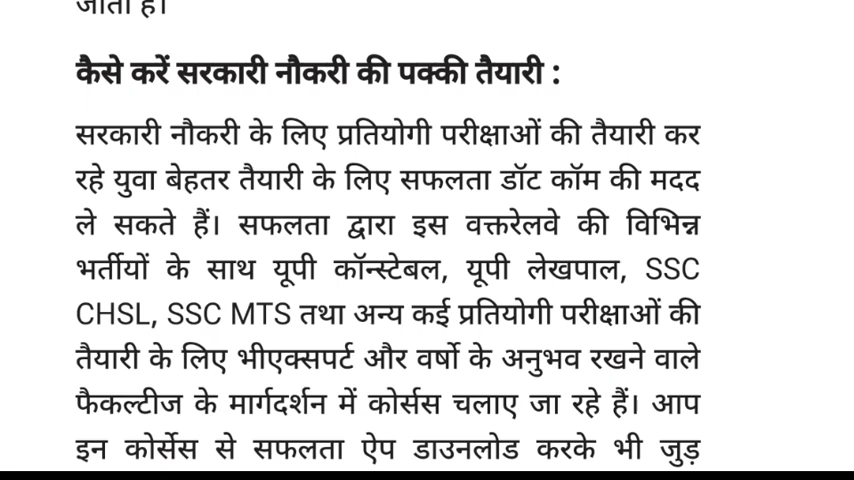 जाता है।
कैसे करें सरकारी नौकरी की पक्की तैयारी :
सरकारी नौकरी के लिए प्रतियोगी परीक्षाओं की तैयारी कर
रहे युवा बेहतर तैयारी के लिए सफलता डॉट कॉम की मदद
ले सकते हैं। सफलता द्वारा इस वक्तरेलवे की विभिन्न
भर्तीयों के साथ यूपी कॉन्स्टेबल, यूपी लेखपाल, SSC
CHSL, SSC MTS तथा अन्य कई प्रतियोगी परीक्षाओं की
तैयारी के लिए भीएक्सपर्ट और वर्षो के अनुभव रखने वाले
फैकल्टीज के मार्गदर्शन में कोर्सस चलाए जा रहे हैं। आप
इन कोर्सेस से सफलता ऐप डाउनलोड करके भी जुड़